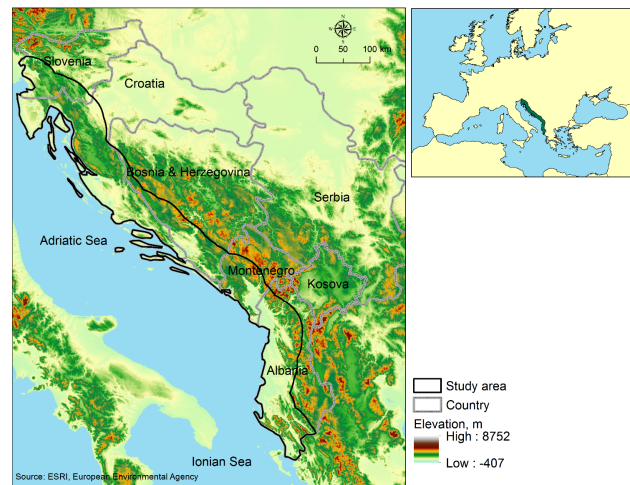 N
W E
S
0 50 100 km
Slovenia
Croatia
Bosnia & Herzegovina
Serbia
Adriatic Sea
Montenegro
Kosova
Albania
Ionian Sea
Source: ESRI, European Environmental Agency
Study area
Country
Elevation, m
High : 8752
Low : -407